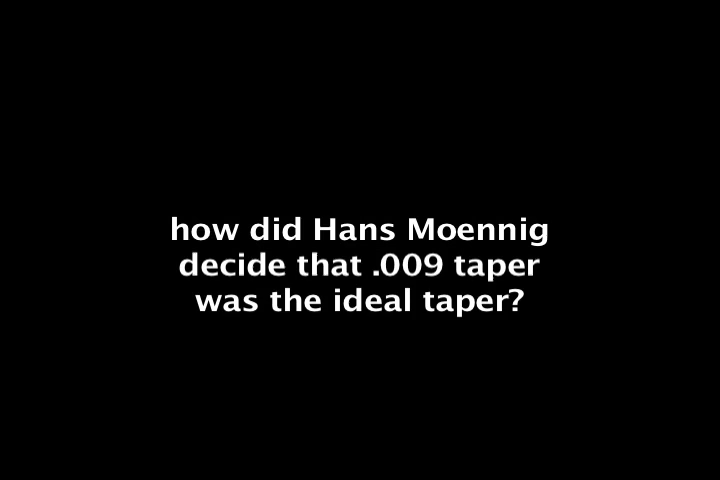 how did Hans Moennig
decide that .009 taper
was the ideal taper?